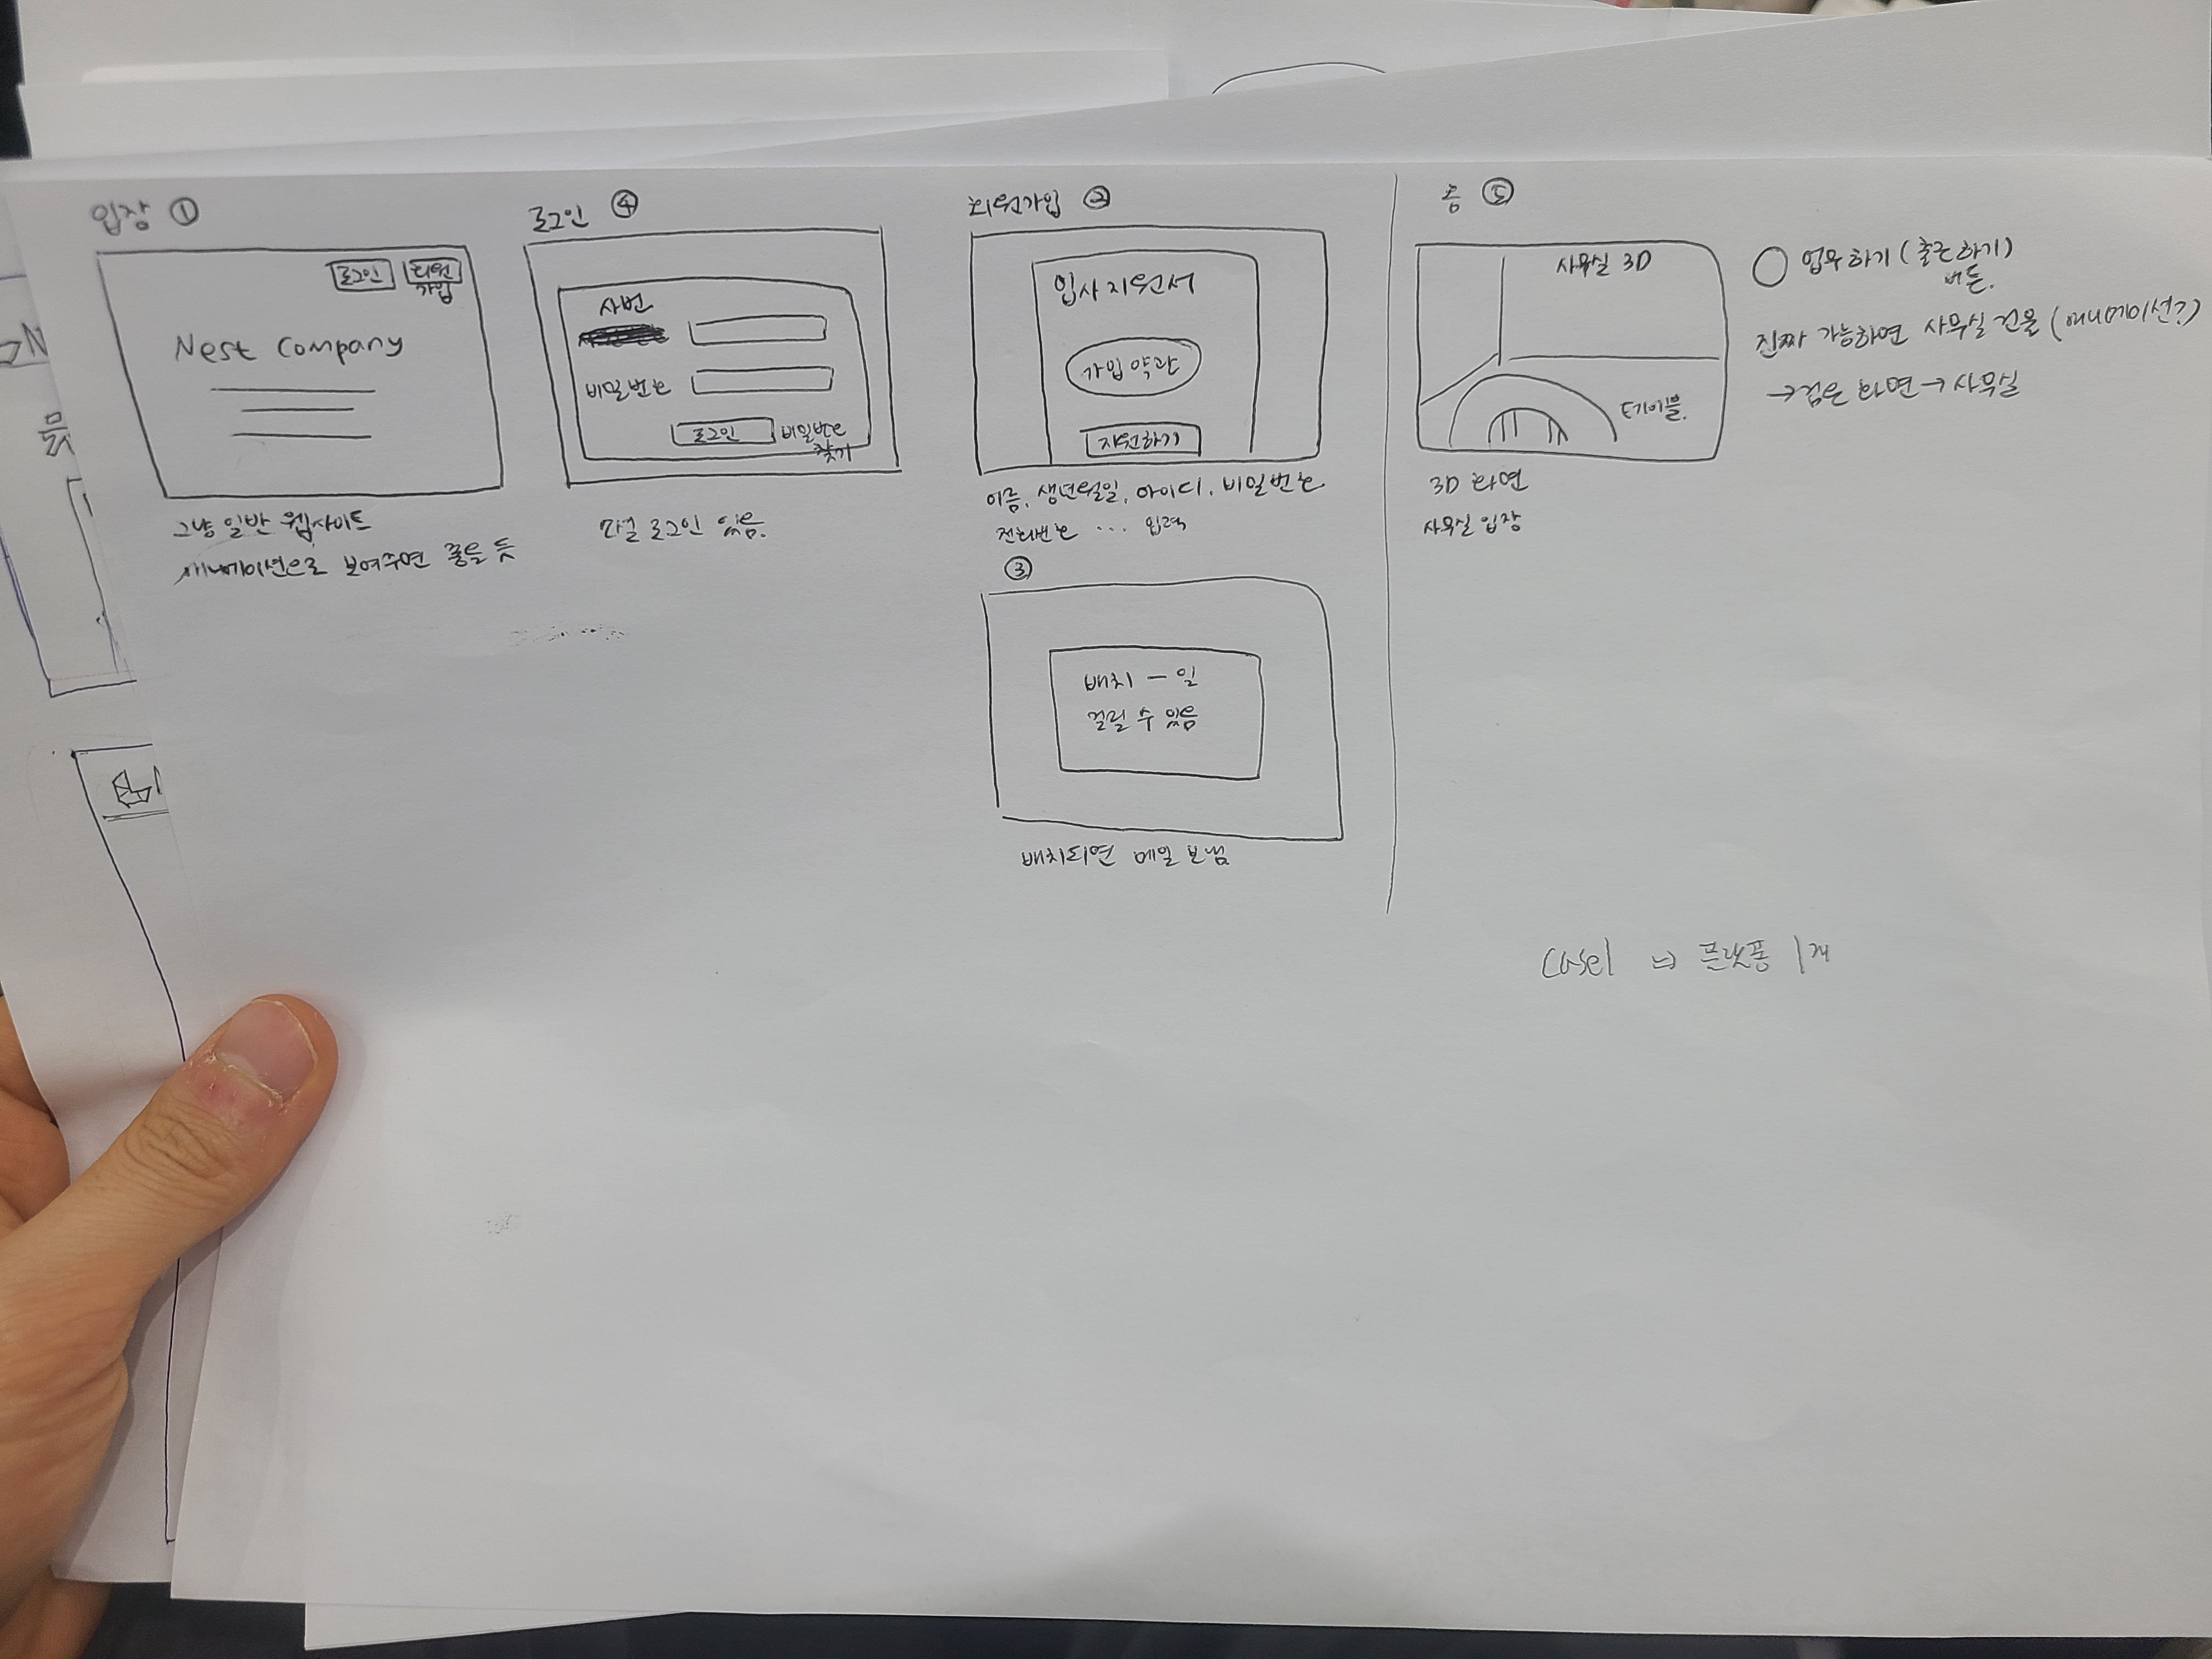 입장 ①
로그인
회원
가입
Nest Company
그냥 일반 웹사이트
애니메이션으로 보여주면 좋을 듯
로그인 ④
사번
비밀번호
로그인
비밀번호
찾기
로그인 있음.
회원가입 ②
입사 지원서
가입 약관
지원하기
이름, 생년월일, 아이디, 비밀번호
전화번호 ... 입력
③
배치 — 일
걸릴 수 있음
배치되면 메일 보냄
홈 ⑤
사무실 3D
테이블.
3D 화면
사무실 입장
업무하기 (출근하기)
버튼.
진짜 가능하면 사무실 건물 (애니메이션?)
→ 검은 화면 → 사무실
case1 => 플랫폼 1개